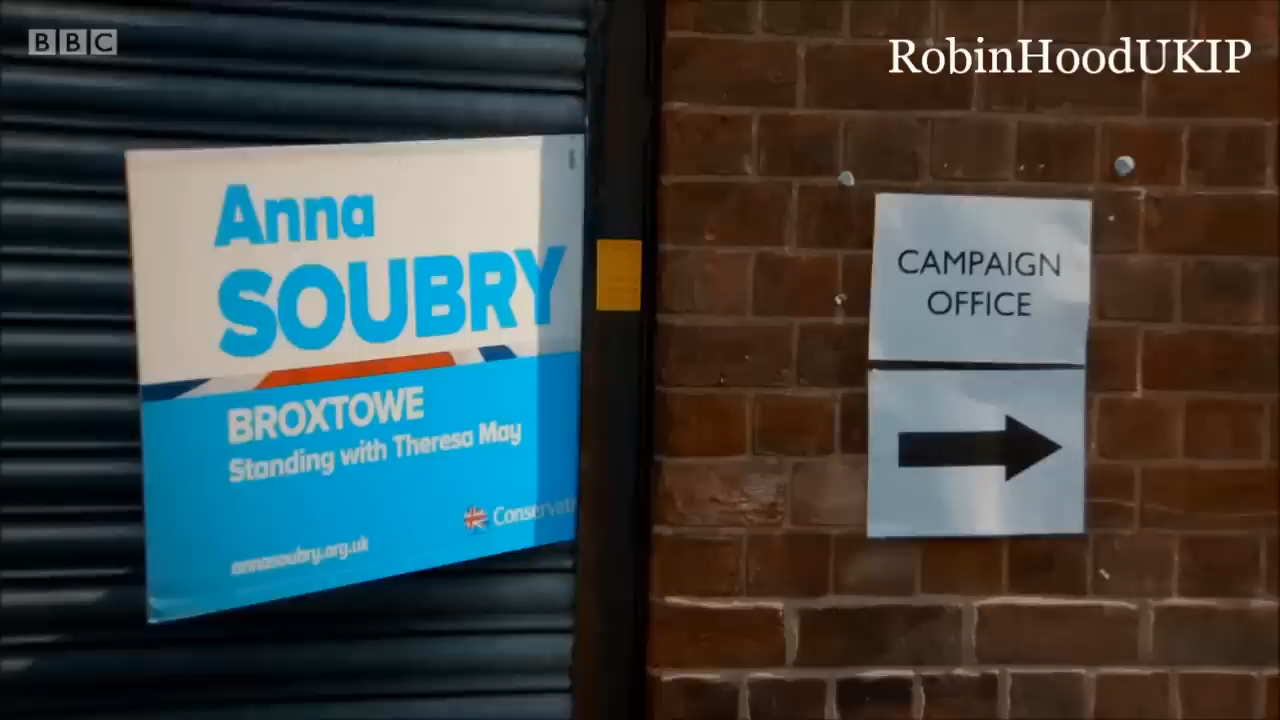 BBC
RobinHoodUKIP
Anna
SOUBRY
BROXTOWE
Standing with Theresa May
annasoubry.org.uk
CAMPAIGN
OFFICE